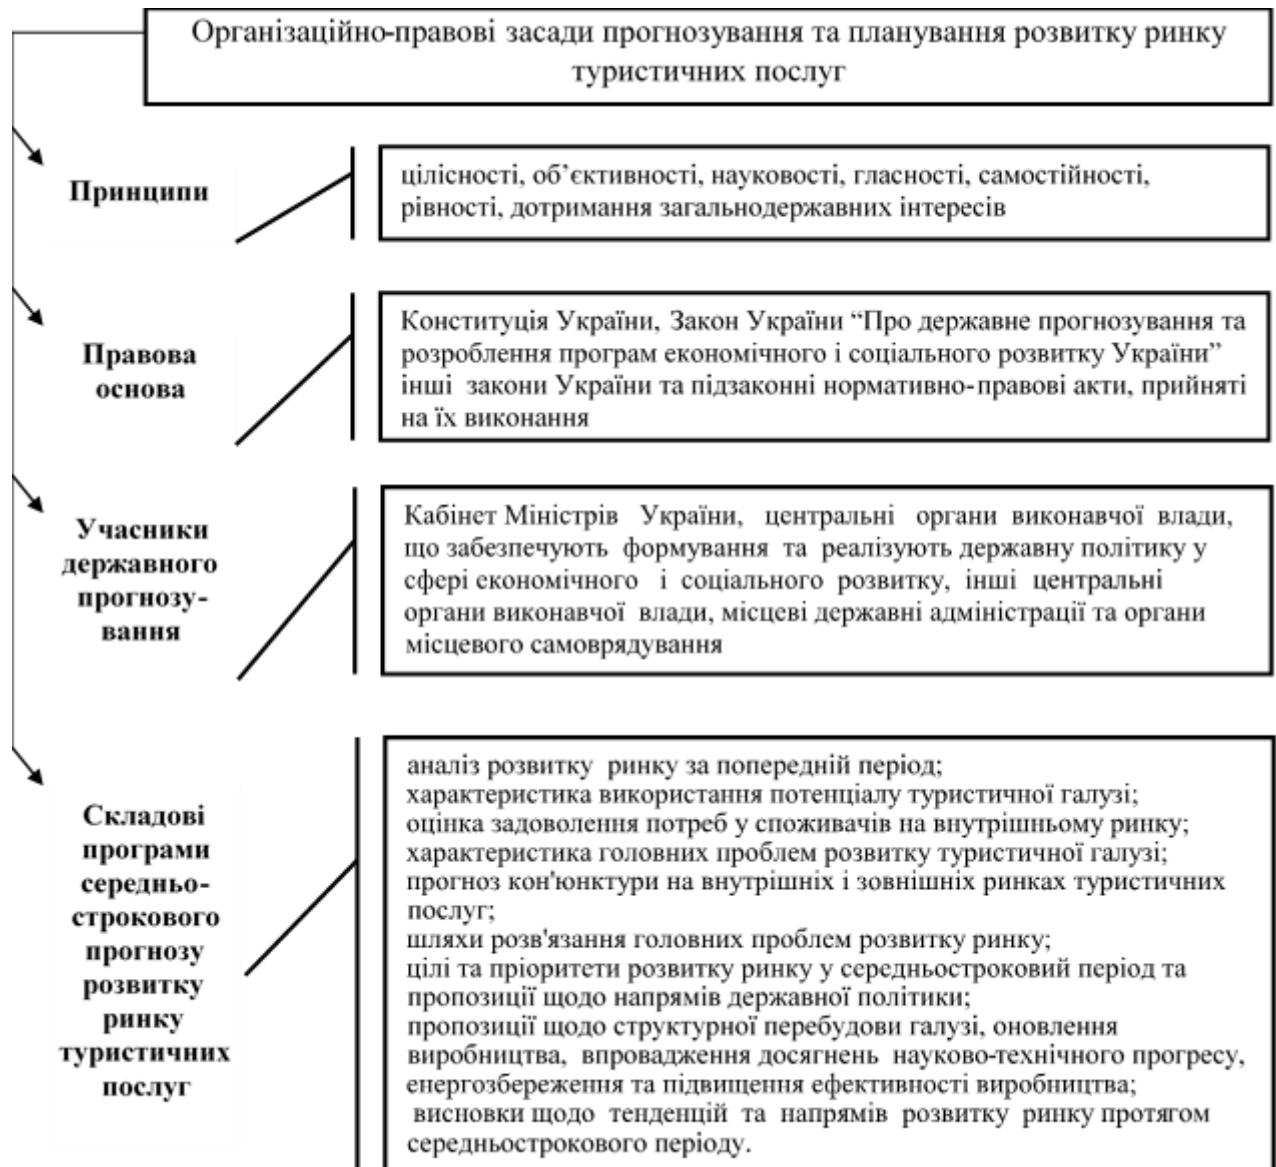 Організаційно-правові засади прогнозування та планування розвитку ринку
туристичних послуг
Принципи
цілісності, об’єктивності, науковості, гласності, самостійності,
рівності, дотримання загальнодержавних інтересів
Правова
основа
Конституція України, Закон України “Про державне прогнозування та
розроблення програм економічного і соціального розвитку України”
інші закони України та підзаконні нормативно-правові акти, прийняті
на їх виконання
Учасники
державного
прогнозу-
вання
Кабінет Міністрів України, центральні органи виконавчої влади,
що забезпечують формування та реалізують державну політику у
сфері економічного і соціального розвитку, інші центральні
органи виконавчої влади, місцеві державні адміністрації та органи
місцевого самоврядування
Складові
програми
середньо-
строкового
прогнозу
розвитку
ринку
туристичних
послуг
аналіз розвитку ринку за попередній період;
характеристика використання потенціалу туристичної галузі;
оцінка задоволення потреб у споживачів на внутрішньому ринку;
характеристика головних проблем розвитку туристичної галузі;
прогноз кон'юнктури на внутрішніх і зовнішніх ринках туристичних
послуг;
шляхи розв'язання головних проблем розвитку ринку;
цілі та пріоритети розвитку ринку у середньостроковий період та
пропозиції щодо напрямів державної політики;
пропозиції щодо структурної перебудови галузі, оновлення
виробництва, впровадження досягнень науково-технічного прогресу,
енергозбереження та підвищення ефективності виробництва;
висновки щодо тенденцій та напрямів розвитку ринку протягом
середньострокового періоду.